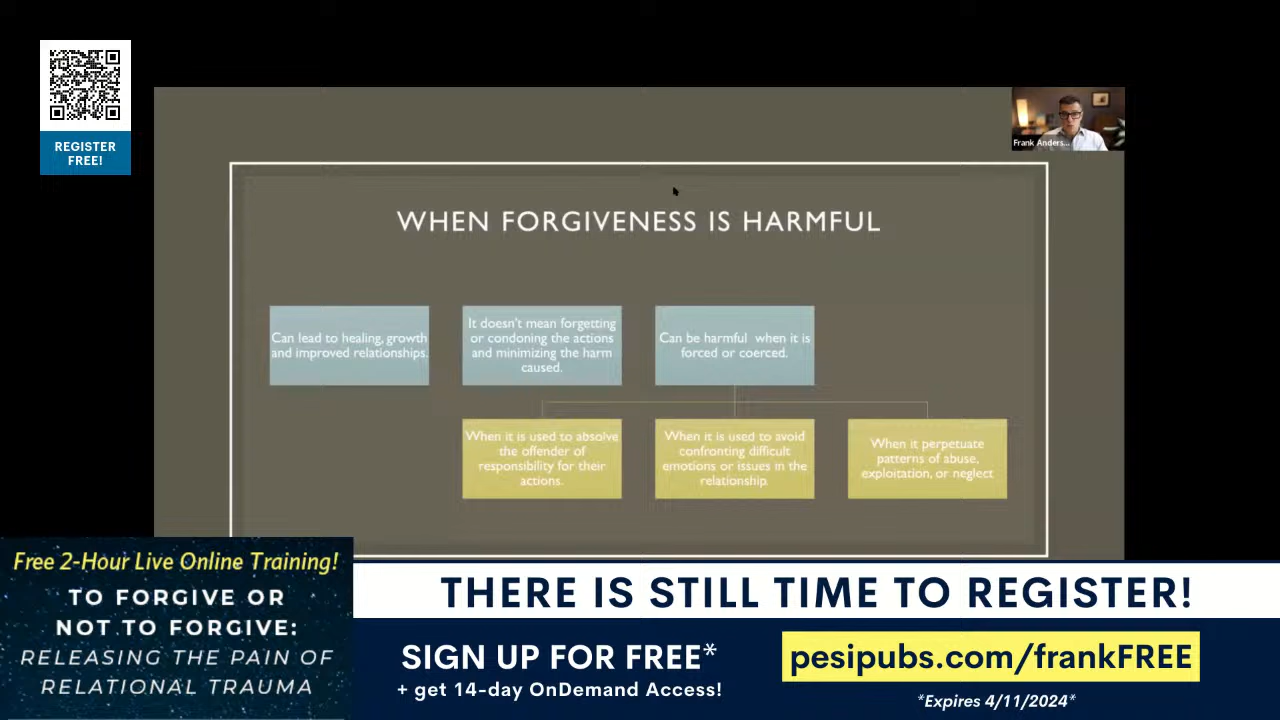 REGISTER
FREE!
Frank Anders...
WHEN FORGIVENESS IS HARMFUL
Can lead to healing, growth
and improved relationships.
It doesn't mean forgetting
or condoning the actions
and minimizing the harm
caused.
Can be harmful when it is
forced or coerced.
When it is used to absolve
the offender of
responsibility for their
actions.
When it is used to avoid
confronting difficult
emotions or issues in the
relationship.
When it perpetuate
patterns of abuse,
exploitation, or neglect
Free 2-Hour Live Online Training!
TO FORGIVE OR
NOT TO FORGIVE:
RELEASING THE PAIN OF
RELATIONAL TRAUMA
THERE IS STILL TIME TO REGISTER!
SIGN UP FOR FREE*
+ get 14-day OnDemand Access!
pesipubs.com/frankFREE
*Expires 4/11/2024*